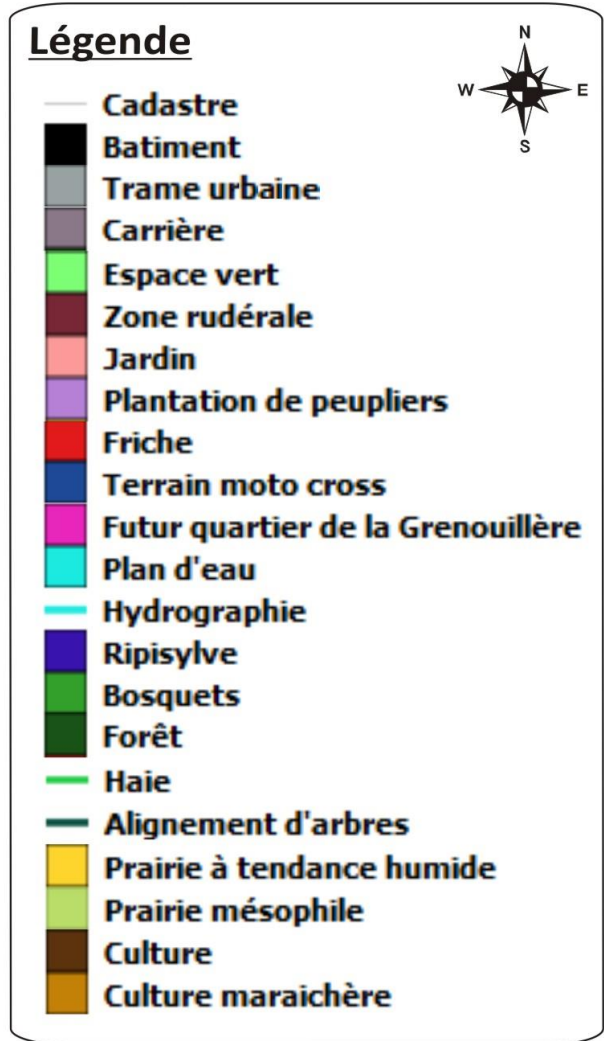 Légende
N
W E
S
Cadastre
Batiment
Trame urbaine
Carrière
Espace vert
Zone rudérale
Jardin
Plantation de peupliers
Friche
Terrain moto cross
Futur quartier de la Grenouillère
Plan d'eau
Hydrographie
Ripisylve
Bosquets
Forêt
Haie
Alignement d'arbres
Prairie à tendance humide
Prairie mésophile
Culture
Culture maraichère